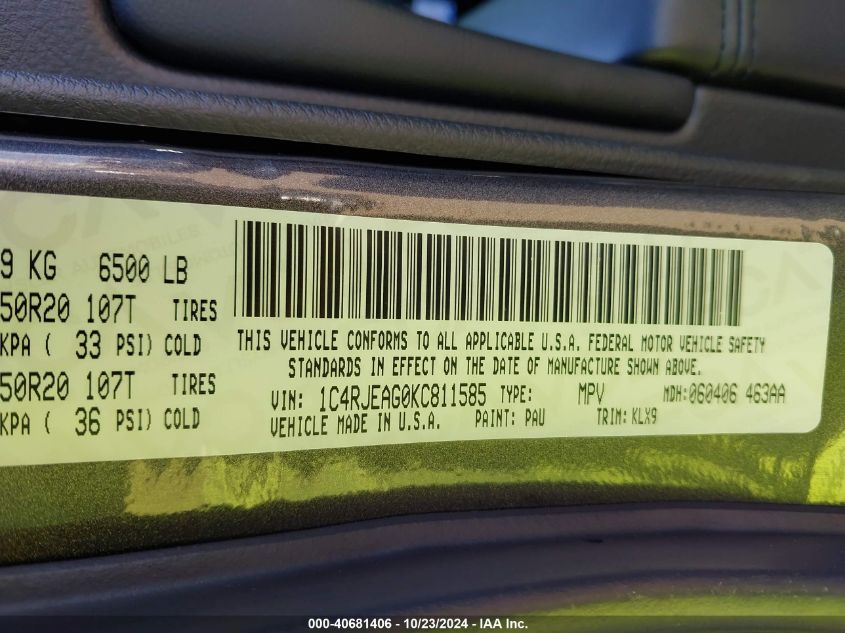 9 KG 6500 LB
50R20 107T TIRES
KPA ( 33 PSI) COLD
50R20 107T TIRES
KPA ( 36 PSI) COLD
THIS VEHICLE CONFORMS TO ALL APPLICABLE U.S.A. FEDERAL MOTOR VEHICLE SAFETY
STANDARDS IN EFFECT ON THE DATE OF MANUFACTURE SHOWN ABOVE.
VIN: 1C4RJEAG0KC811585 TYPE: MPV MDH:060406 463AA
VEHICLE MADE IN U.S.A. PAINT: PAU TRIM: KLX9
000-40681406 - 10/23/2024 - IAA Inc.